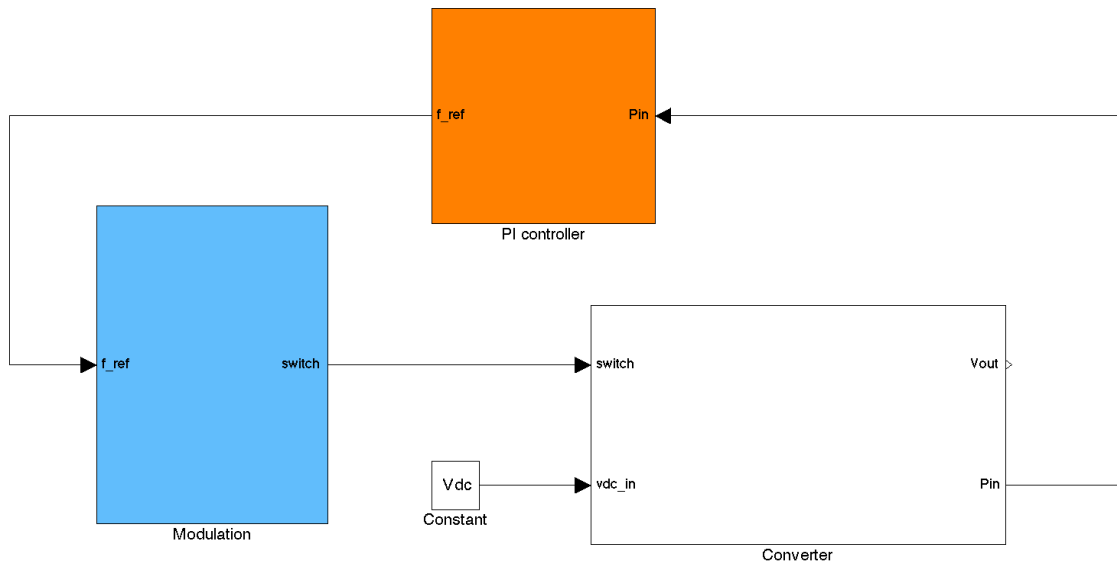 f_ref
Pin
PI controller
f_ref
switch
Modulation
switch
Vout
vdc_in
Pin
Converter
Vdc
Constant